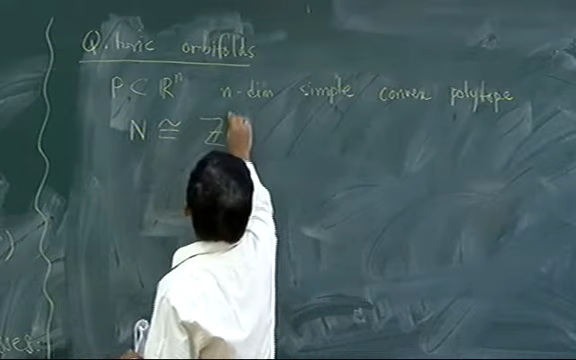 Q. toric orbifolds
P ⊂ ℝⁿ n-dim simple convex polytope
N ≅ ℤ